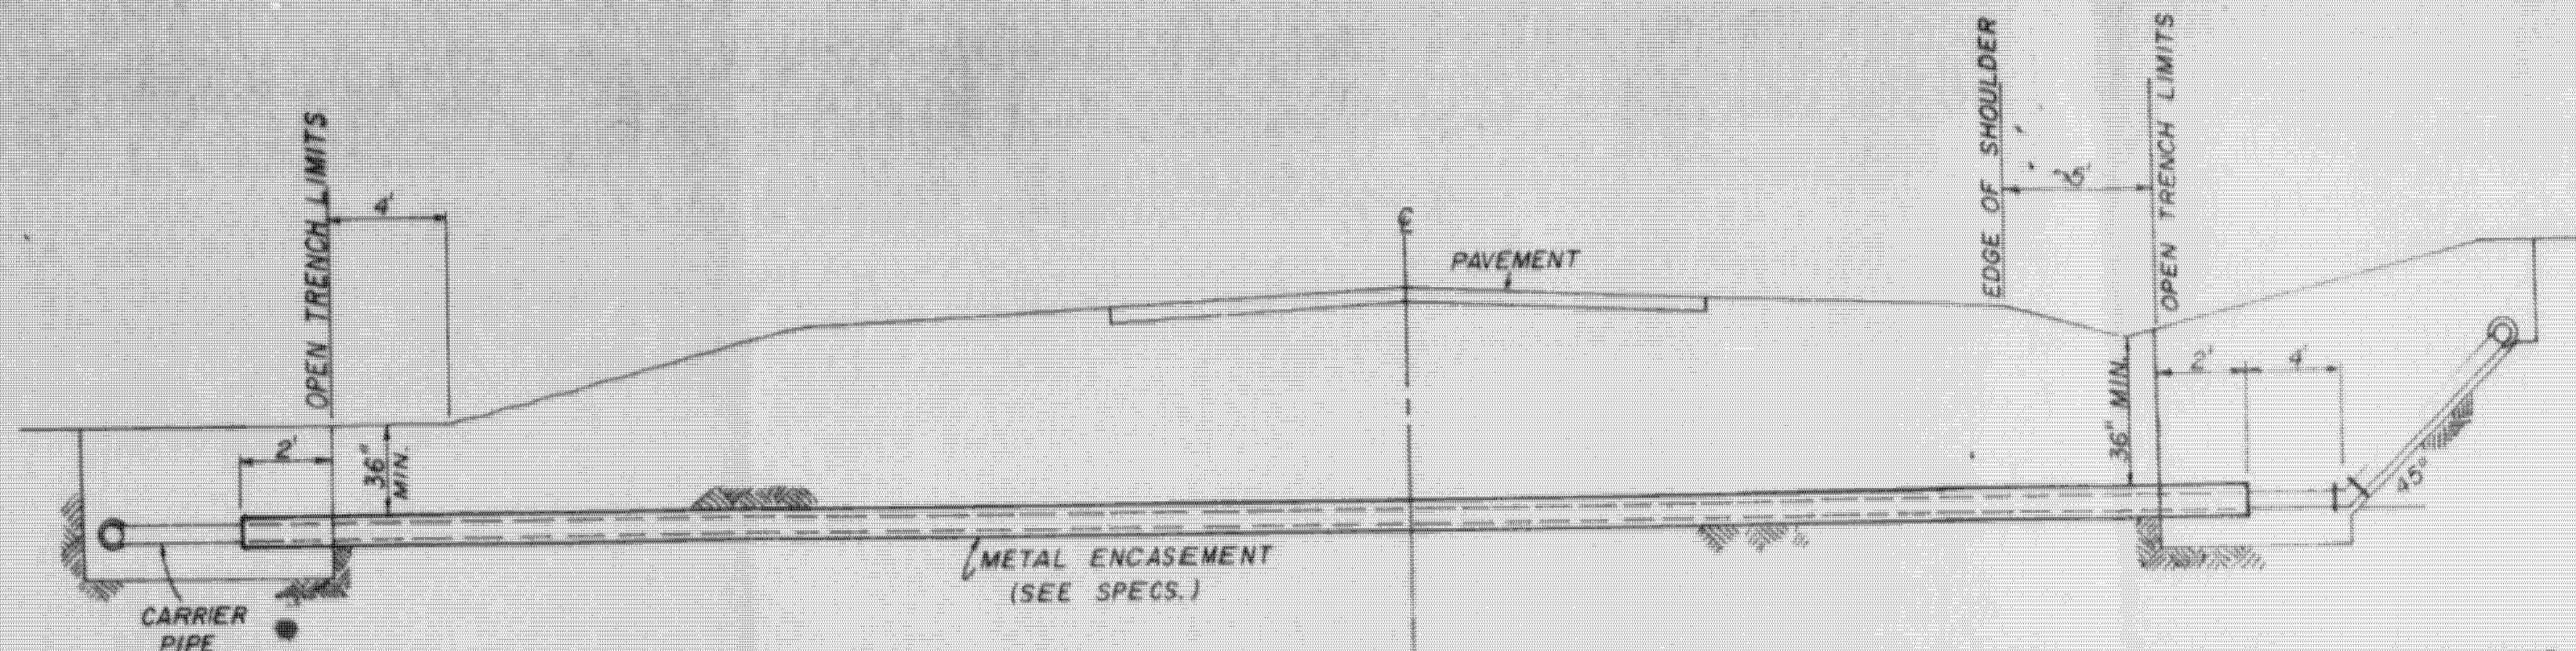 OPEN TRENCH LIMITS
4'
2'
36"
MIN.
CARRIER
PIPE
METAL ENCASEMENT
(SEE SPECS.)
℄
PAVEMENT
EDGE OF SHOULDER
OPEN TRENCH LIMITS
36" MIN.
2'
4'
45°